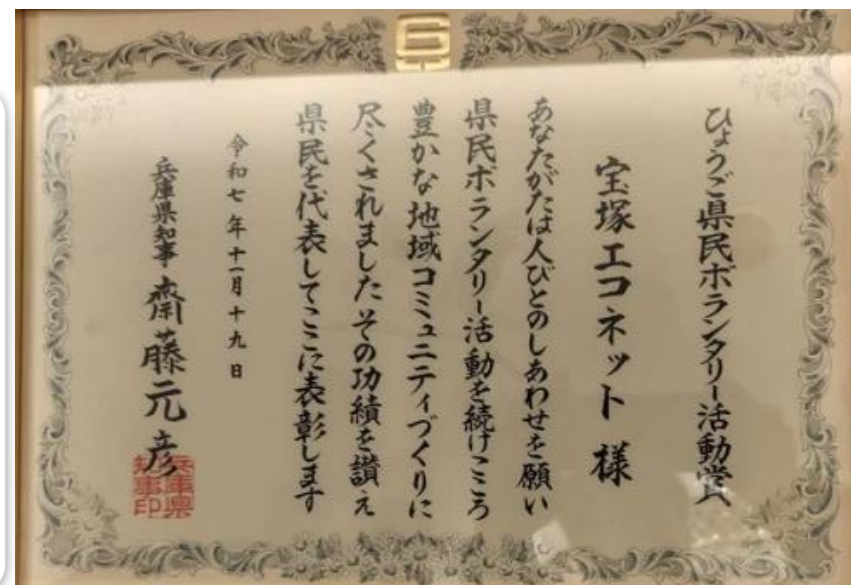 ひょうご県民ボランタリー活動賞
宝塚エコネット 様
あなたがたは人びとのしあわせを願い
県民ボランタリー活動を続けこころ
豊かな地域コミュニティづくりに
尽くされました その功績を讃え
県民を代表してここに表彰します
令和七年十一月十九日
兵庫県知事 齋藤元彦
兵庫県知事印